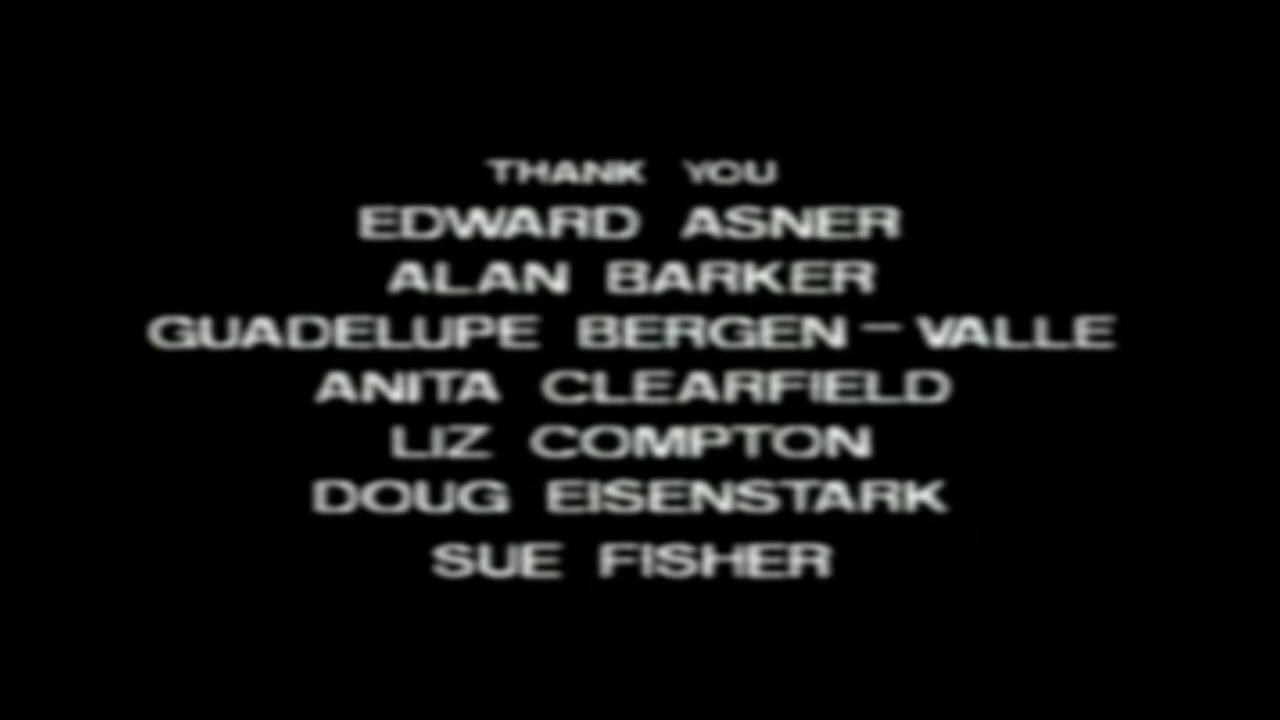 THANK YOU
EDWARD ASNER
ALAN BARKER
GUADELUPE BERGEN-VALLE
ANITA CLEARFIELD
LIZ COMPTON
DOUG EISENSTARK
SUE FISHER